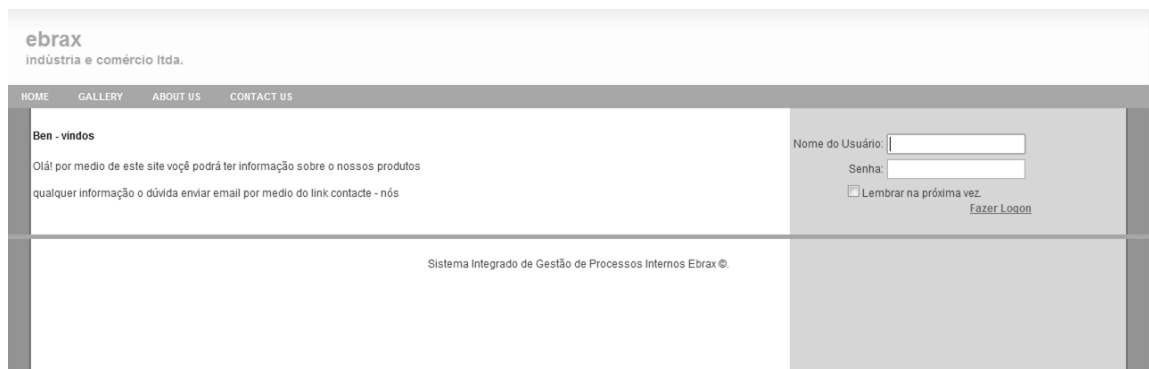 ebrax
indùstria e comércio ltda.
HOME GALLERY ABOUT US CONTACT US
Ben - vindos
Olá! por medio de este site voçê podrá ter informação sobre o nossos produtos
qualquer informação o dúvida enviar email por medio do link contacte - nós
Nome do Usuário:
Senha:
Lembrar na próxima vez.
Fazer Logon
Sistema Integrado de Gestão de Processos Internos Ebrax ©.